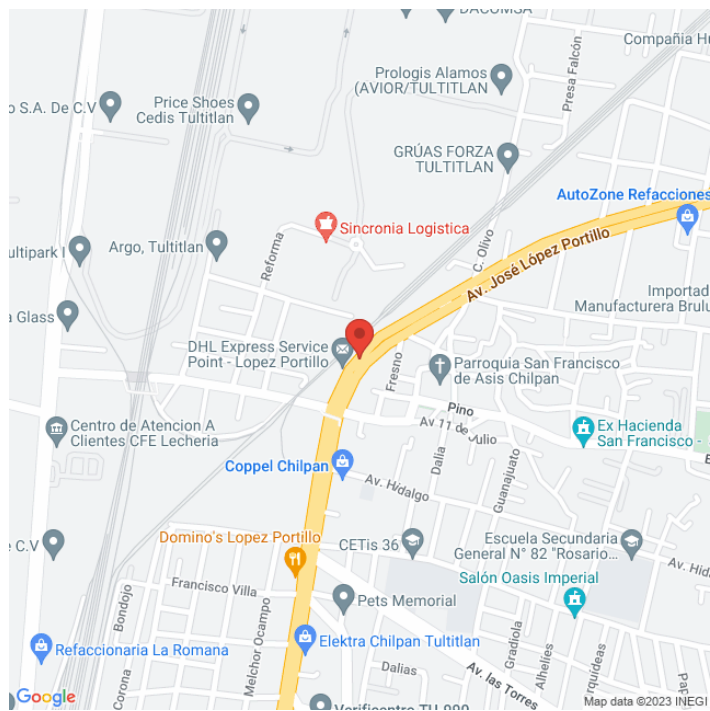 DACOMSA
Compañia Hu
Prologis Alamos
(AVIOR/TULTITLAN
Presa Falcón
o S.A. De C.V
Price Shoes
Cedis Tultitlan
GRÚAS FORZA
TULTITLAN
AutoZone Refacciones
Sincronia Logistica
Reforma
Argo, Tultitlan
ultipark I
C. Olivo
Av. José López Portillo
Importad
Manufacturera Brulu
a Glass
DHL Express Service
Point - Lopez Portillo
Fresno
Parroquia San Francisco
de Asis Chilpan
Pino
Av 11 de Julio
Ex Hacienda
San Francisco -
Centro de Atencion A
Clientes CFE Lecheria
Coppel Chilpan
Av. Hidalgo
Dalia
Guanajuato
Domino's Lopez Portillo
CETis 36
Escuela Secundaria
General N° 82 "Rosario...
e C.V
Av. Hid
Salón Oasis Imperial
Francisco Villa
Bondojo
Pets Memorial
Melchor Ocampo
Elektra Chilpan Tultitlan
Refaccionaria La Romana
Gradiola
Alhelies
rquideas
Pap
Corona
Dalias
Av. las Torres
Verificentro TU-900
Google
Map data ©2023 INEGI